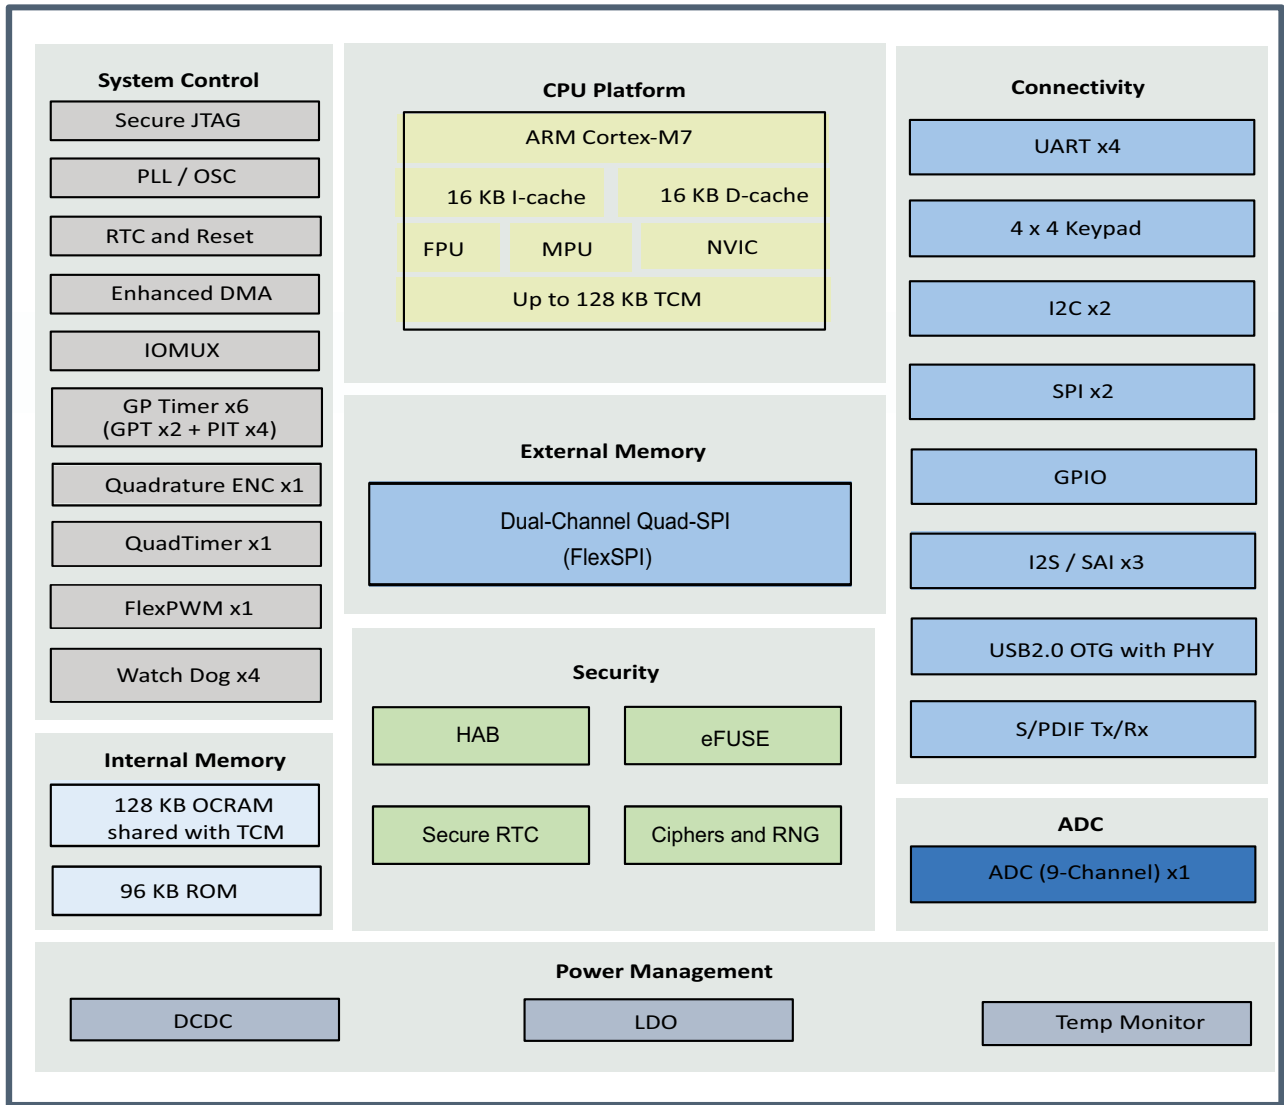 System Control
Secure JTAG
PLL / OSC
RTC and Reset
Enhanced DMA
IOMUX
GP Timer x6
(GPT x2 + PIT x4)
Quadrature ENC x1
QuadTimer x1
FlexPWM x1
Watch Dog x4
Internal Memory
128 KB OCRAM
shared with TCM
96 KB ROM
CPU Platform
ARM Cortex-M7
16 KB I-cache
16 KB D-cache
FPU
MPU
NVIC
Up to 128 KB TCM
External Memory
Dual-Channel Quad-SPI
(FlexSPI)
Security
HAB
eFUSE
Secure RTC
Ciphers and RNG
Connectivity
UART x4
4 x 4 Keypad
I2C x2
SPI x2
GPIO
I2S / SAI x3
USB2.0 OTG with PHY
S/PDIF Tx/Rx
ADC
ADC (9-Channel) x1
Power Management
DCDC
LDO
Temp Monitor